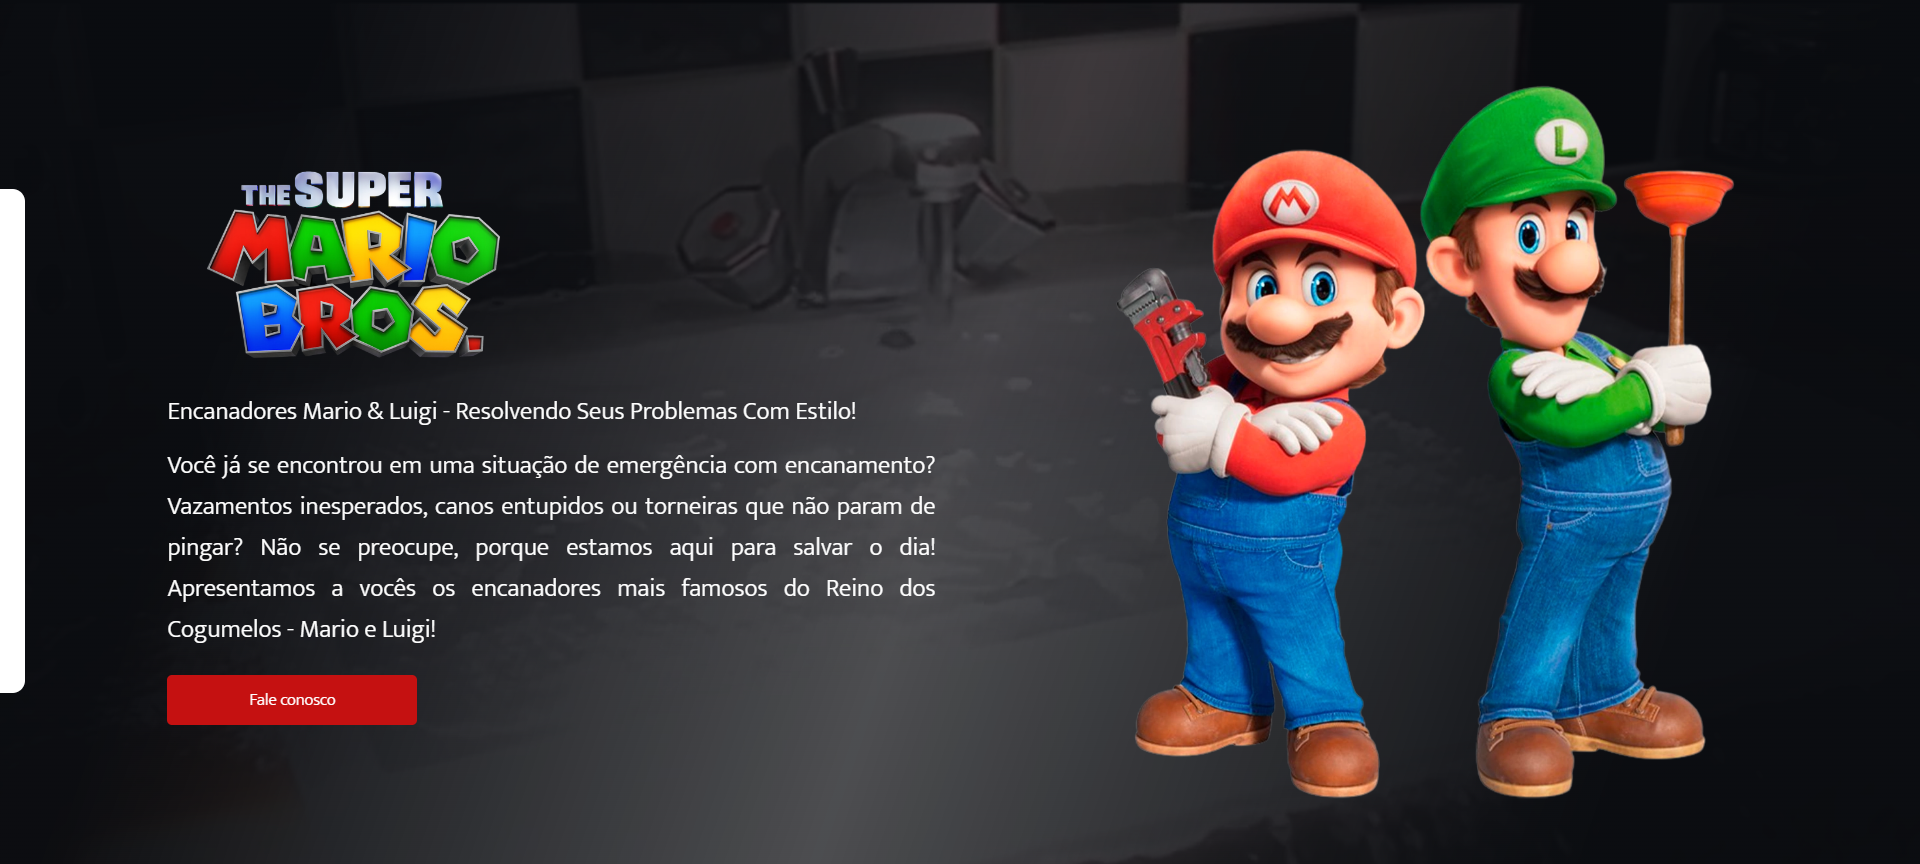 THE SUPER
MARIO
BROS.
M
L
Encanadores Mario & Luigi - Resolvendo Seus Problemas Com Estilo!
Você já se encontrou em uma situação de emergência com encanamento?
Vazamentos inesperados, canos entupidos ou torneiras que não param de
pingar? Não se preocupe, porque estamos aqui para salvar o dia!
Apresentamos a vocês os encanadores mais famosos do Reino dos
Cogumelos - Mario e Luigi!
Fale conosco